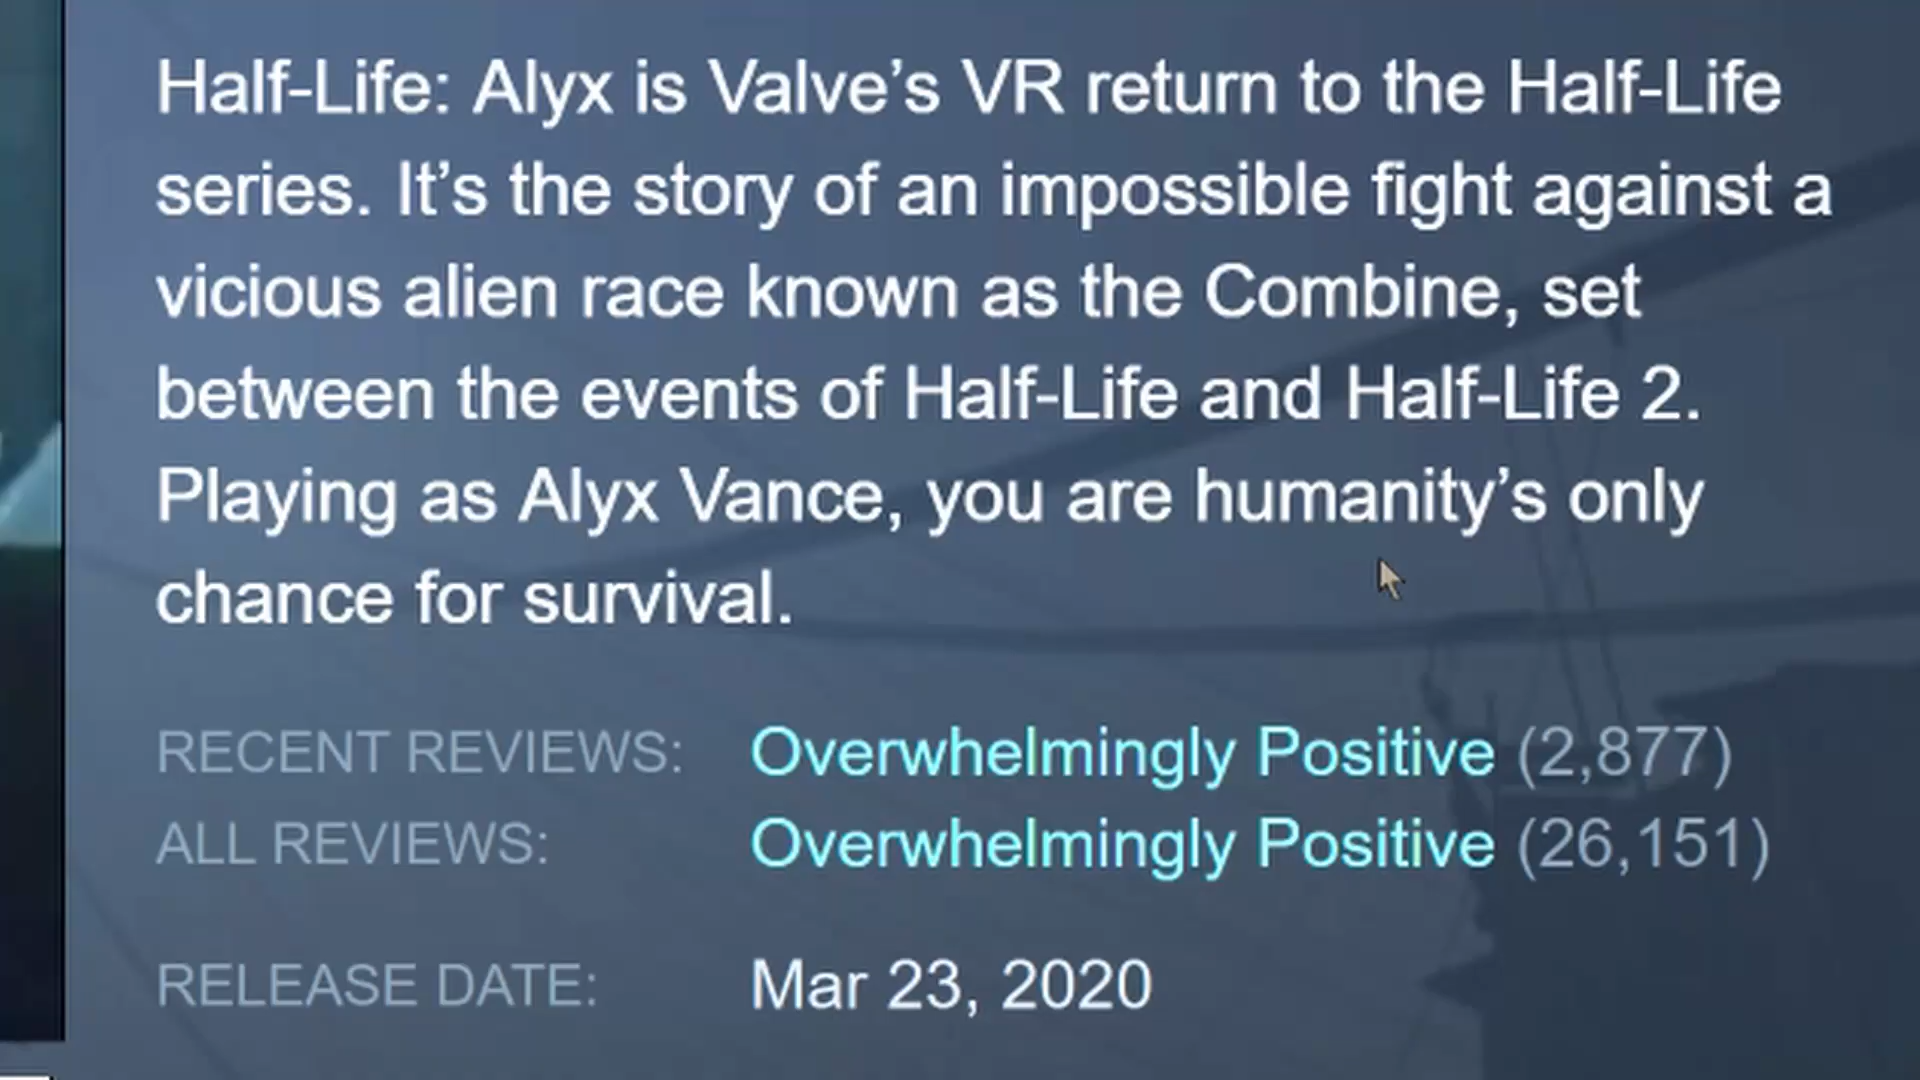 Half-Life: Alyx is Valve’s VR return to the Half-Life
series. It’s the story of an impossible fight against a
vicious alien race known as the Combine, set
between the events of Half-Life and Half-Life 2.
Playing as Alyx Vance, you are humanity’s only
chance for survival.
RECENT REVIEWS: Overwhelmingly Positive (2,877)
ALL REVIEWS: Overwhelmingly Positive (26,151)
RELEASE DATE: Mar 23, 2020